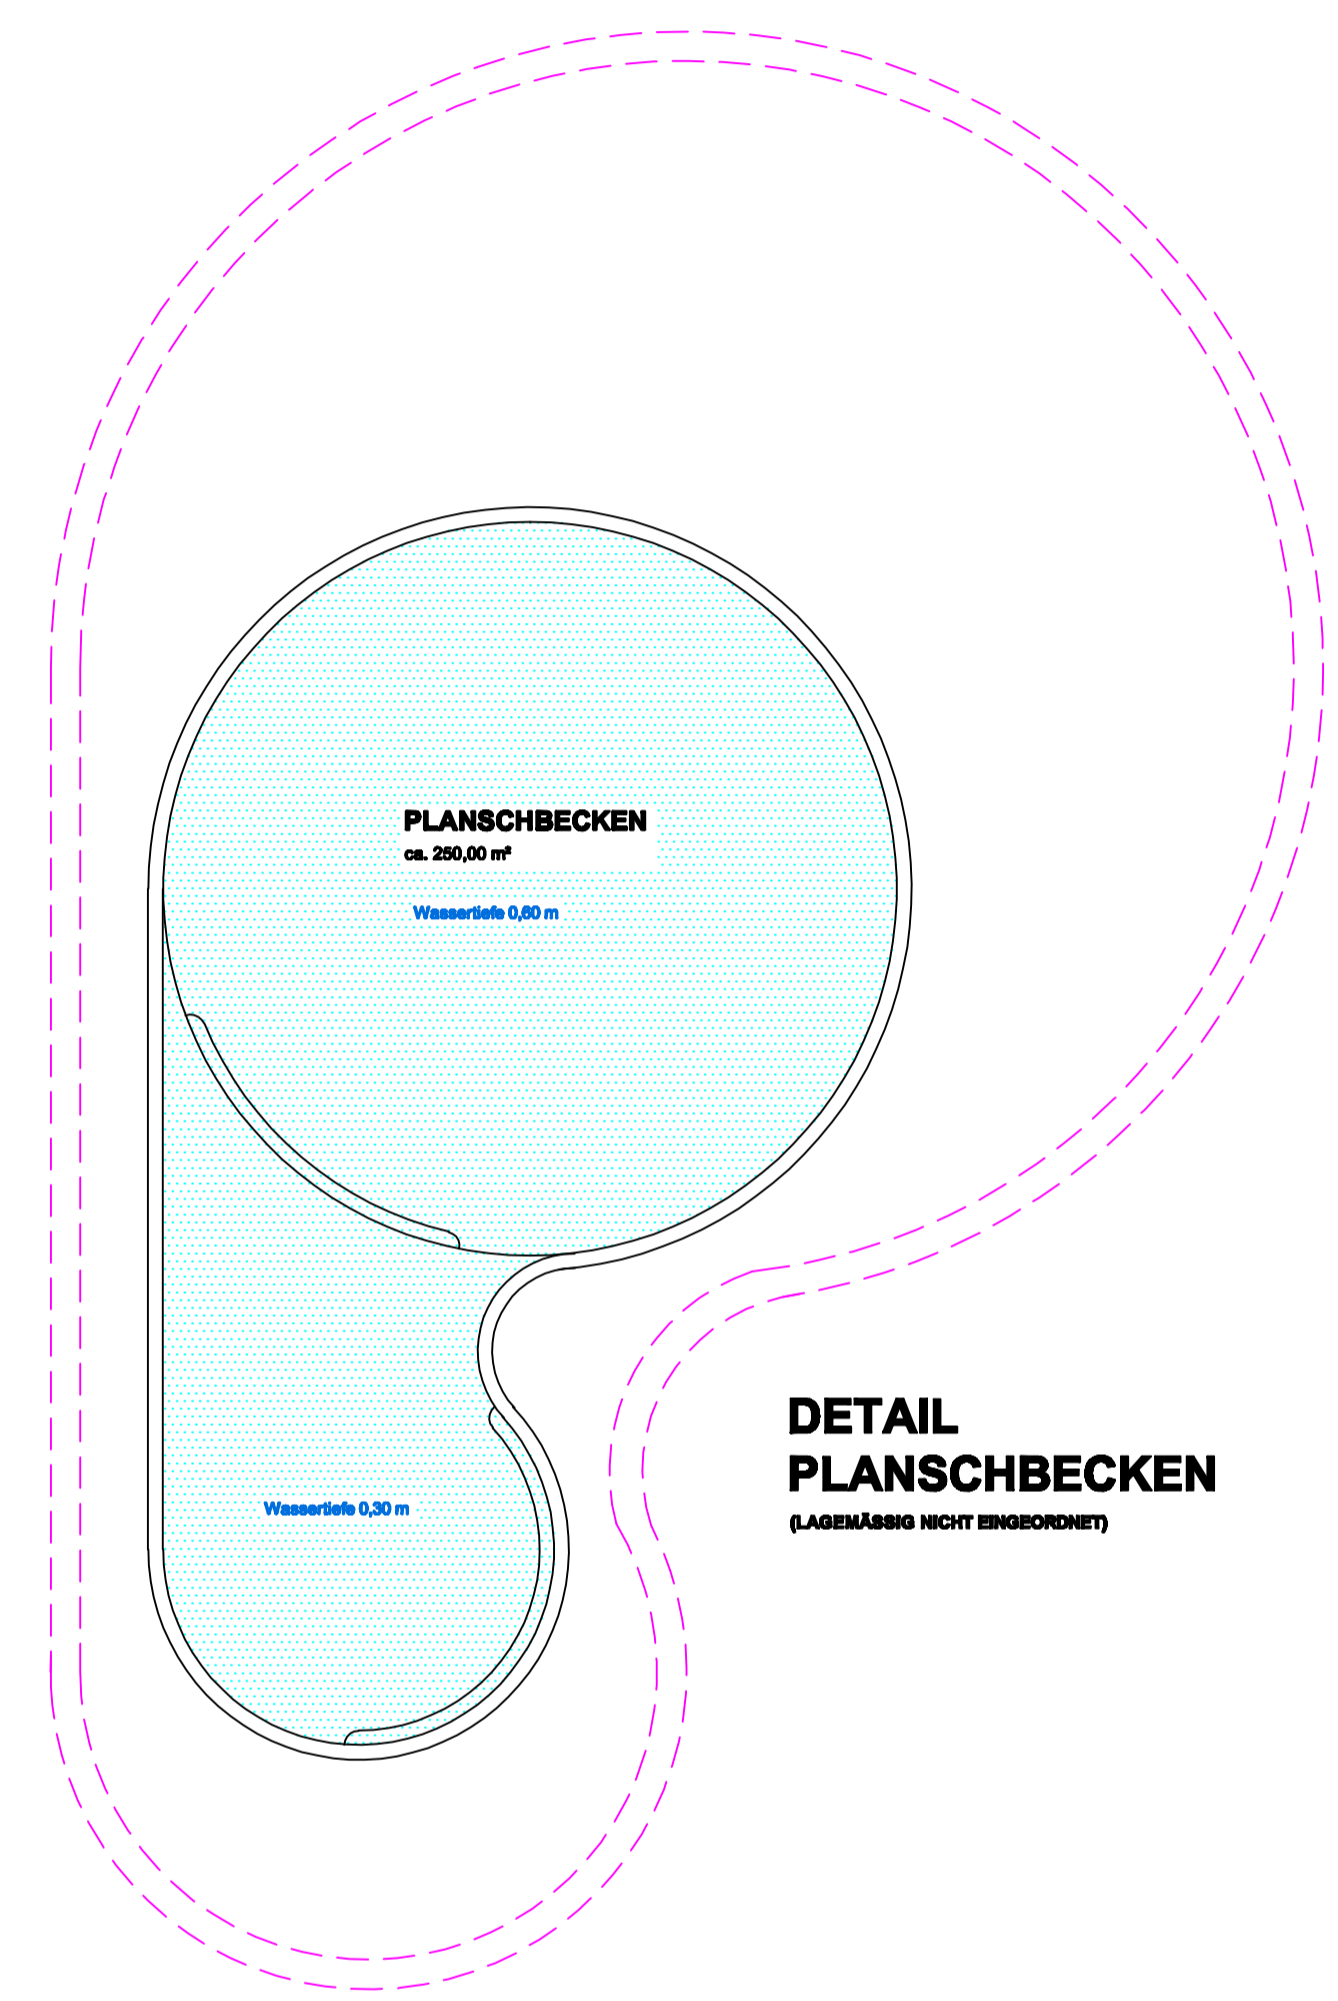 PLANSCHBECKEN
ca. 250,00 m²
Wassertiefe 0,60 m
DETAIL
PLANSCHBECKEN
Wassertiefe 0,30 m
(LAGEMÄSSIG NICHT EINGEORDNET)